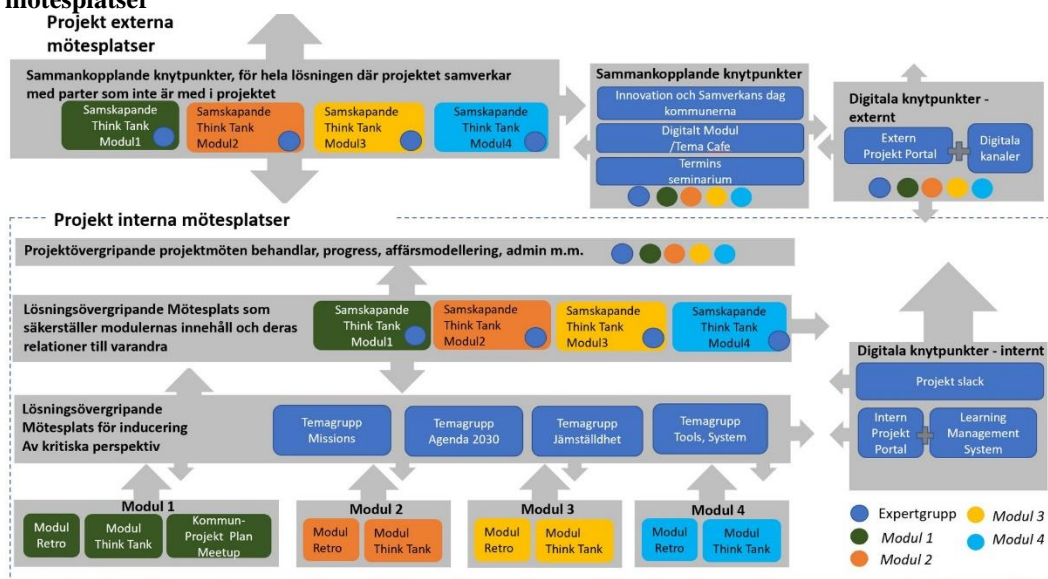 mötesplatser
Projekt externa
mötesplatser
Sammankopplande knytpunkter, för hela lösningen där projektet samverkar
med parter som inte är med i projektet
Samskapande
Think Tank
Modul1
Samskapande
Think Tank
Modul2
Samskapande
Think Tank
Modul3
Samskapande
Think Tank
Modul4
Sammankopplande knytpunkter
Innovation och Samverkans dag
kommunerna
Digitalt Modul
/Tema Cafe
Termins
seminarium
Digitala knytpunkter -
externt
Extern
Projekt Portal
Digitala
kanaler
Projekt interna mötesplatser
Projektövergripande projektmöten behandlar, progress, affärsmodellering, admin m.m.
Lösningsövergripande Mötesplats som
säkerställer modulernas innehåll och deras
relationer till varandra
Samskapande
Think Tank
Modul1
Samskapande
Think Tank
Modul2
Samskapande
Think Tank
Modul3
Samskapande
Think Tank
Modul4
Lösningsövergripande
Mötesplats för inducering
Av kritiska perspektiv
Temagrupp
Missions
Temagrupp
Agenda 2030
Temagrupp
Jämställdhet
Temagrupp
Tools, System
Digitala knytpunkter - internt
Projekt slack
Intern
Projekt
Portal
Learning
Management
System
Modul 1
Modul
Retro
Modul
Think Tank
Kommun-
Projekt Plan
Meetup
Modul 2
Modul
Retro
Modul
Think Tank
Modul 3
Modul
Retro
Modul
Think Tank
Modul 4
Modul
Retro
Modul
Think Tank
Expertgrupp
Modul 1
Modul 2
Modul 3
Modul 4